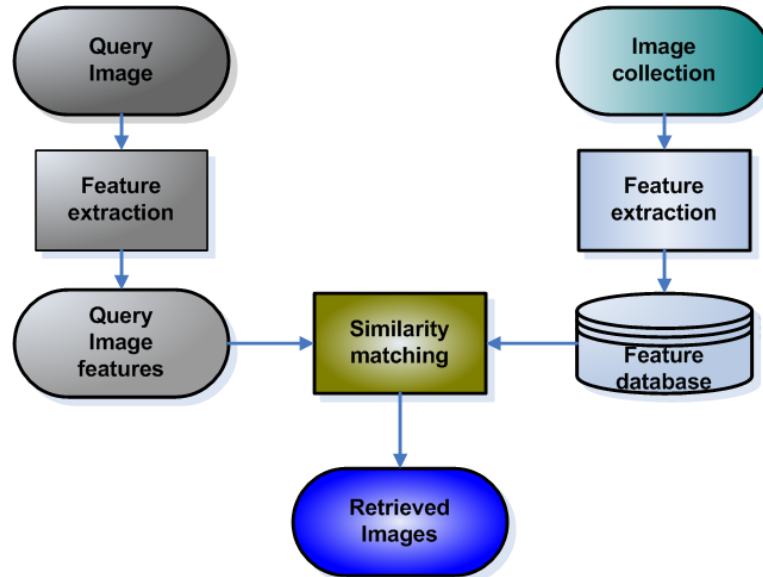 Query
Image
Image
collection
Feature
extraction
Feature
extraction
Query
Image
features
Similarity
matching
Feature
database
Retrieved
Images